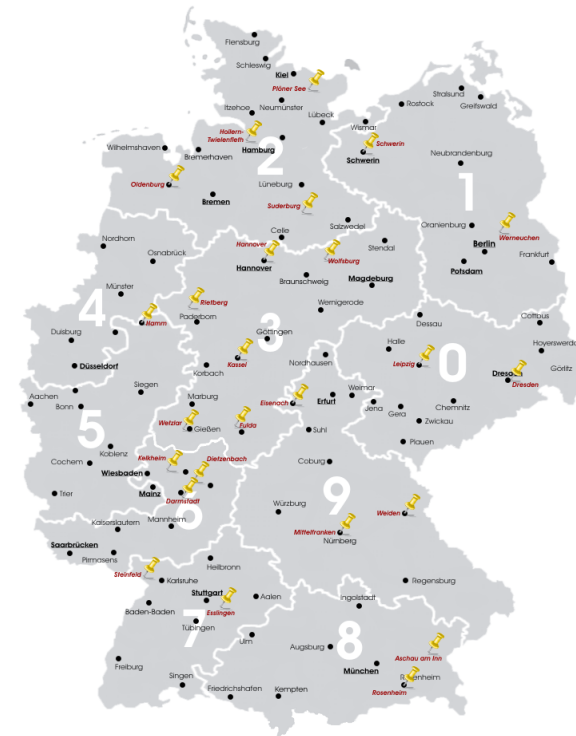 Flensburg
Schleswig
Kiel
Plöner See
Stralsund
Greifswald
Rostock
Itzehoe
Neumünster
Lübeck
Wismar
Hollern-
Twielenfleth
Hamburg
Schwerin
Schwerin
Wilhelmshaven
Bremerhaven
2
Neubrandenburg
Oldenburg
Bremen
Lüneburg
Suderburg
1
Salzwedel
Oranienburg
Werneuchen
Celle
Stendal
Berlin
Nordhorn
Hannover
Wolfsburg
Osnabrück
Hannover
Potsdam
Frankfurt
Braunschweig
Magdeburg
Münster
Rietberg
4
Hamm
Paderborn
Wernigerode
Dessau
Cottbus
Duisburg
3
Göttingen
Halle
Hoyerswerda
Düsseldorf
Kassel
Nordhausen
Leipzig
0
Görlitz
Korbach
Dresden
Dresden
Siegen
Aachen
Bonn
Marburg
Eisenach
Erfurt
Weimar
Jena
Gera
Chemnitz
Zwickau
5
Wetzlar
Gießen
Fulda
Suhl
Plauen
Koblenz
Kelkheim
Dietzenbach
Coburg
Cochem
Wiesbaden
Trier
Mainz
Darmstadt
9
6
Würzburg
Weiden
Kaiserslautern
Mannheim
Mittelfranken
Nürnberg
Saarbrücken
Pirmasens
Heilbronn
Steinfeld
Karlsruhe
Regensburg
Stuttgart
Aalen
Ingolstadt
Baden-Baden
Esslingen
7
Tübingen
Ulm
Augsburg
8
Aschau am Inn
München
Freiburg
Singen
Rosenheim
Friedrichshafen
Kempten
Rosenheim